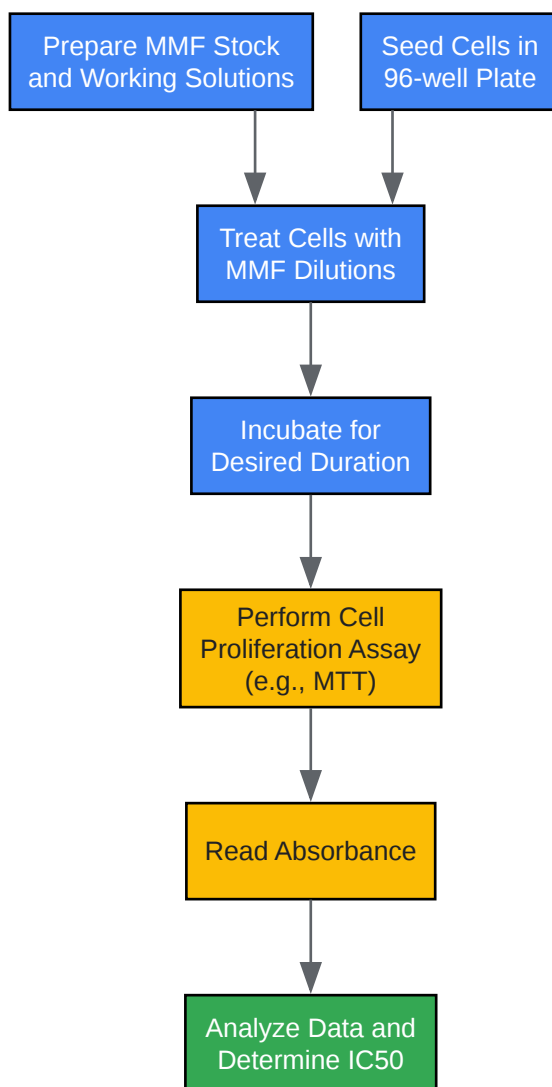 Prepare MMF Stock
and Working Solutions
Seed Cells in
96-well Plate
Treat Cells with
MMF Dilutions
Incubate for
Desired Duration
Perform Cell
Proliferation Assay
(e.g., MTT)
Read Absorbance
Analyze Data and
Determine IC50